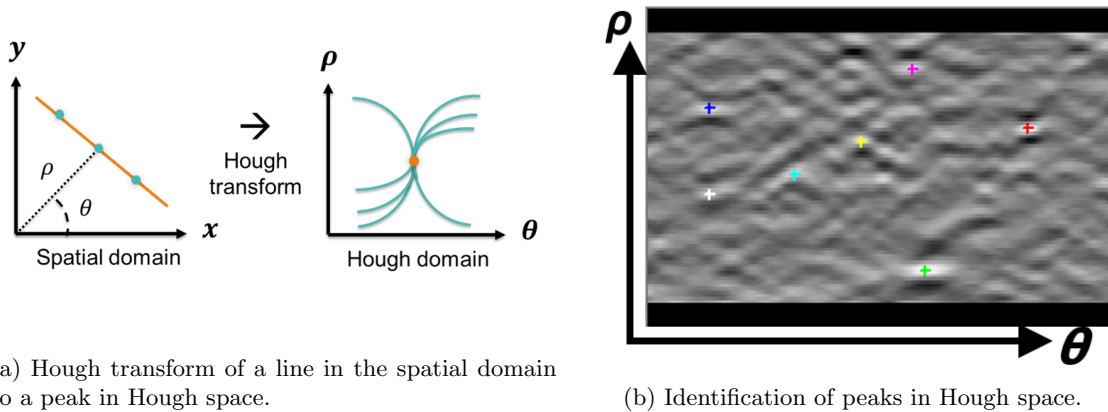 y
ρ
θ
x
Spatial domain
→
Hough
transform
ρ
θ
Hough domain
ρ
θ
a) Hough transform of a line in the spatial domain
o a peak in Hough space.
(b) Identification of peaks in Hough space.